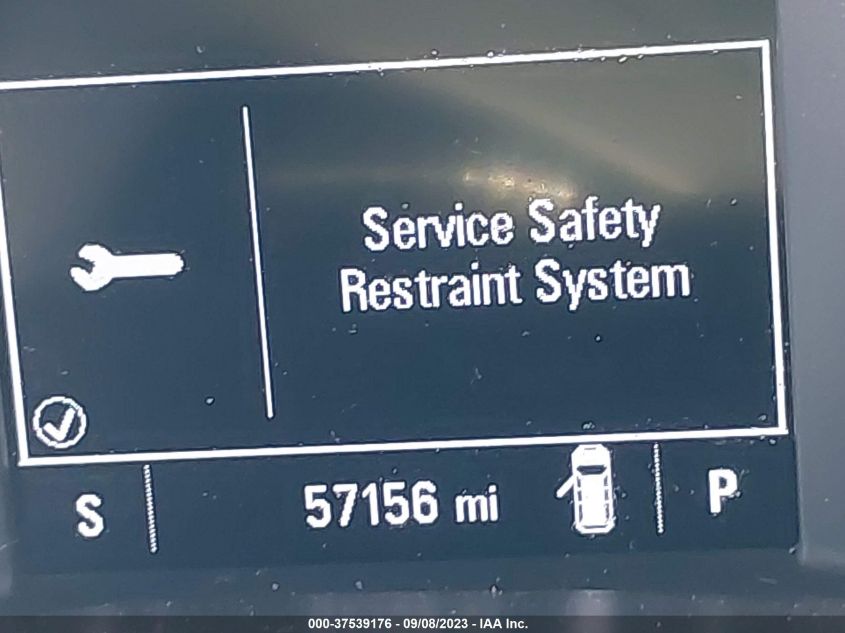 Service Safety
Restraint System
S 57156 mi P
000-37539176 - 09/08/2023 - IAA Inc.